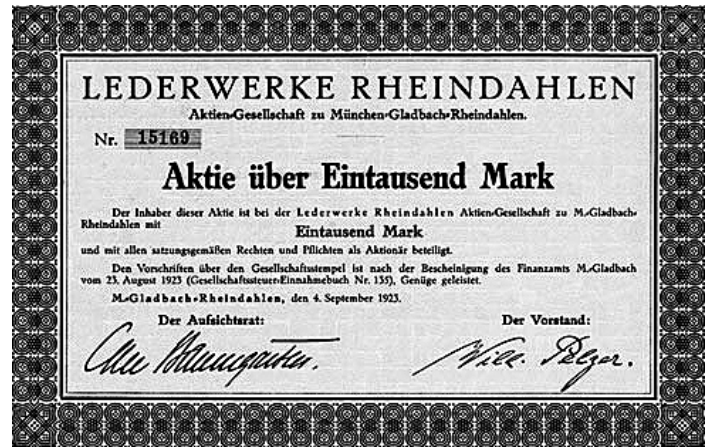 LEDERWERKE RHEINDAHLEN
Aktien-Gesellschaft zu München-Gladbach-Rheindahlen.
Nr. 15169
Aktie über Eintausend Mark
Der Inhaber dieser Aktie ist bei der Lederwerke Rheindahlen Aktien-Gesellschaft zu M.-Gladbach-
Rheindahlen mit
Eintausend Mark
und mit allen satzungsgemäßen Rechten und Pflichten als Aktionär beteiligt.
Den Vorschriften über den Gesellschaftsstempel ist nach der Bescheinigung des Finanzamts M.-Gladbach
vom 23. August 1923 (Gesellschaftssteuer-Einnahmebuch Nr. 135), Genüge geleistet.
M.-Gladbach-Rheindahlen, den 4. September 1923.
Der Aufsichtsrat: Der Vorstand:
Baumgarten. Will. Pelzer.